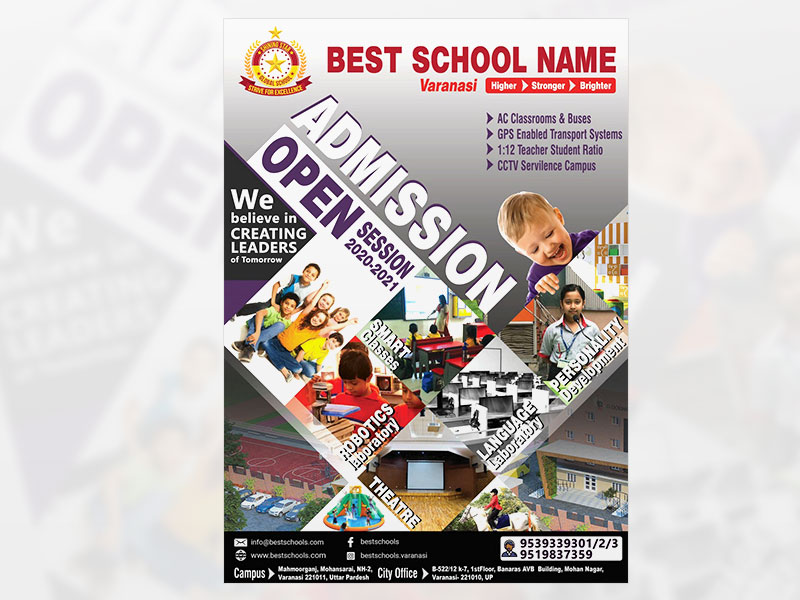 SHINING STAR
GLOBAL SCHOOL
STRIVE FOR EXCELLENCE
BEST SCHOOL NAME
Varanasi
Higher Stronger Brighter
AC Classrooms & Buses
GPS Enabled Transport Systems
1:12 Teacher Student Ratio
CCTV Servilence Campus
ADMISSION
OPEN
SESSION
2020-2021
We
believe in
CREATING
LEADERS
of Tomorrow
SMART
Classes
PERSONALITY
Development
ROBOTICS
laboratory
LANGUAGE
Laboratory
THEATRE
info@bestschools.com
bestschools
www.bestschools.com
bestschools.varanasi
9539339301/2/3
9519837359
Campus
Mahmoorganj, Mohansarai, NH-2,
Varanasi 221011, Uttar Pardesh
City Office
B-522/12 k-7, 1stFloor, Banaras AVB Building, Mohan Nagar,
Varanasi- 221010, UP